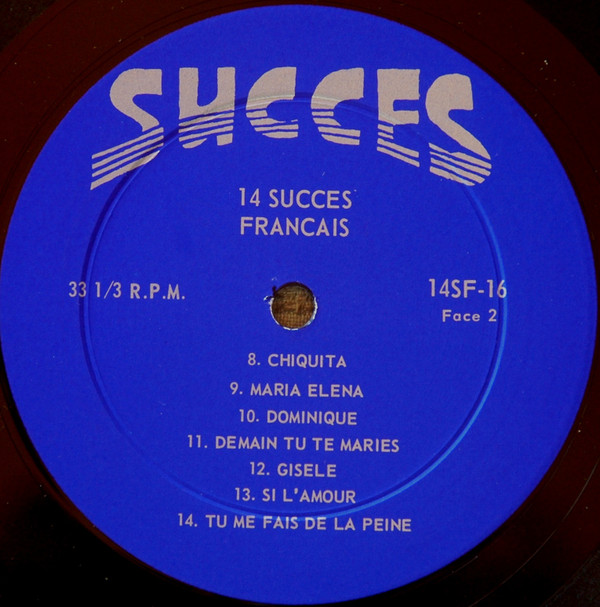 SUCCES
14 SUCCES
FRANCAIS
33 1/3 R.P.M.
14SF-16
Face 2
8. CHIQUITA
9. MARIA ELENA
10. DOMINIQUE
11. DEMAIN TU TE MARIES
12. GISELE
13. SI L'AMOUR
14. TU ME FAIS DE LA PEINE